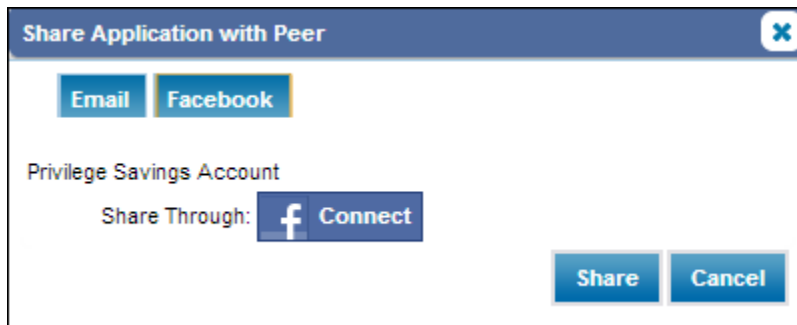 Share Application with Peer
Email Facebook
Privilege Savings Account
Share Through: f Connect
Share Cancel